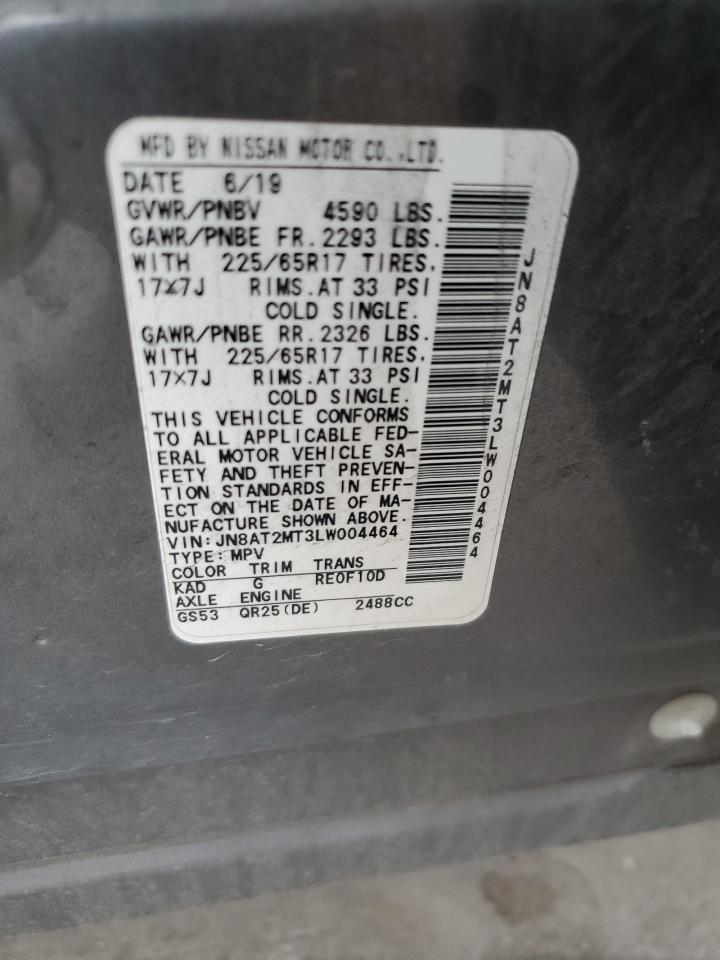 MFD BY NISSAN MOTOR CO.,LTD.
DATE 6/19
GVWR/PNBV 4590 LBS.
GAWR/PNBE FR. 2293 LBS.
WITH 225/65R17 TIRES,
17X7J RIMS.AT 33 PSI
COLD SINGLE.
GAWR/PNBE RR. 2326 LBS.
WITH 225/65R17 TIRES,
17X7J RIMS.AT 33 PSI
COLD SINGLE.
THIS VEHICLE CONFORMS
TO ALL APPLICABLE FED-
ERAL MOTOR VEHICLE SA-
FETY AND THEFT PREVEN-
TION STANDARDS IN EFF-
ECT ON THE DATE OF MA-
NUFACTURE SHOWN ABOVE.
VIN:JN8AT2MT3LW004464
TYPE:MPV
COLOR TRIM TRANS
KAD G RE0F10D
AXLE ENGINE
GS53 QR25(DE) 2488CC
JN8AT2MT3LW004464